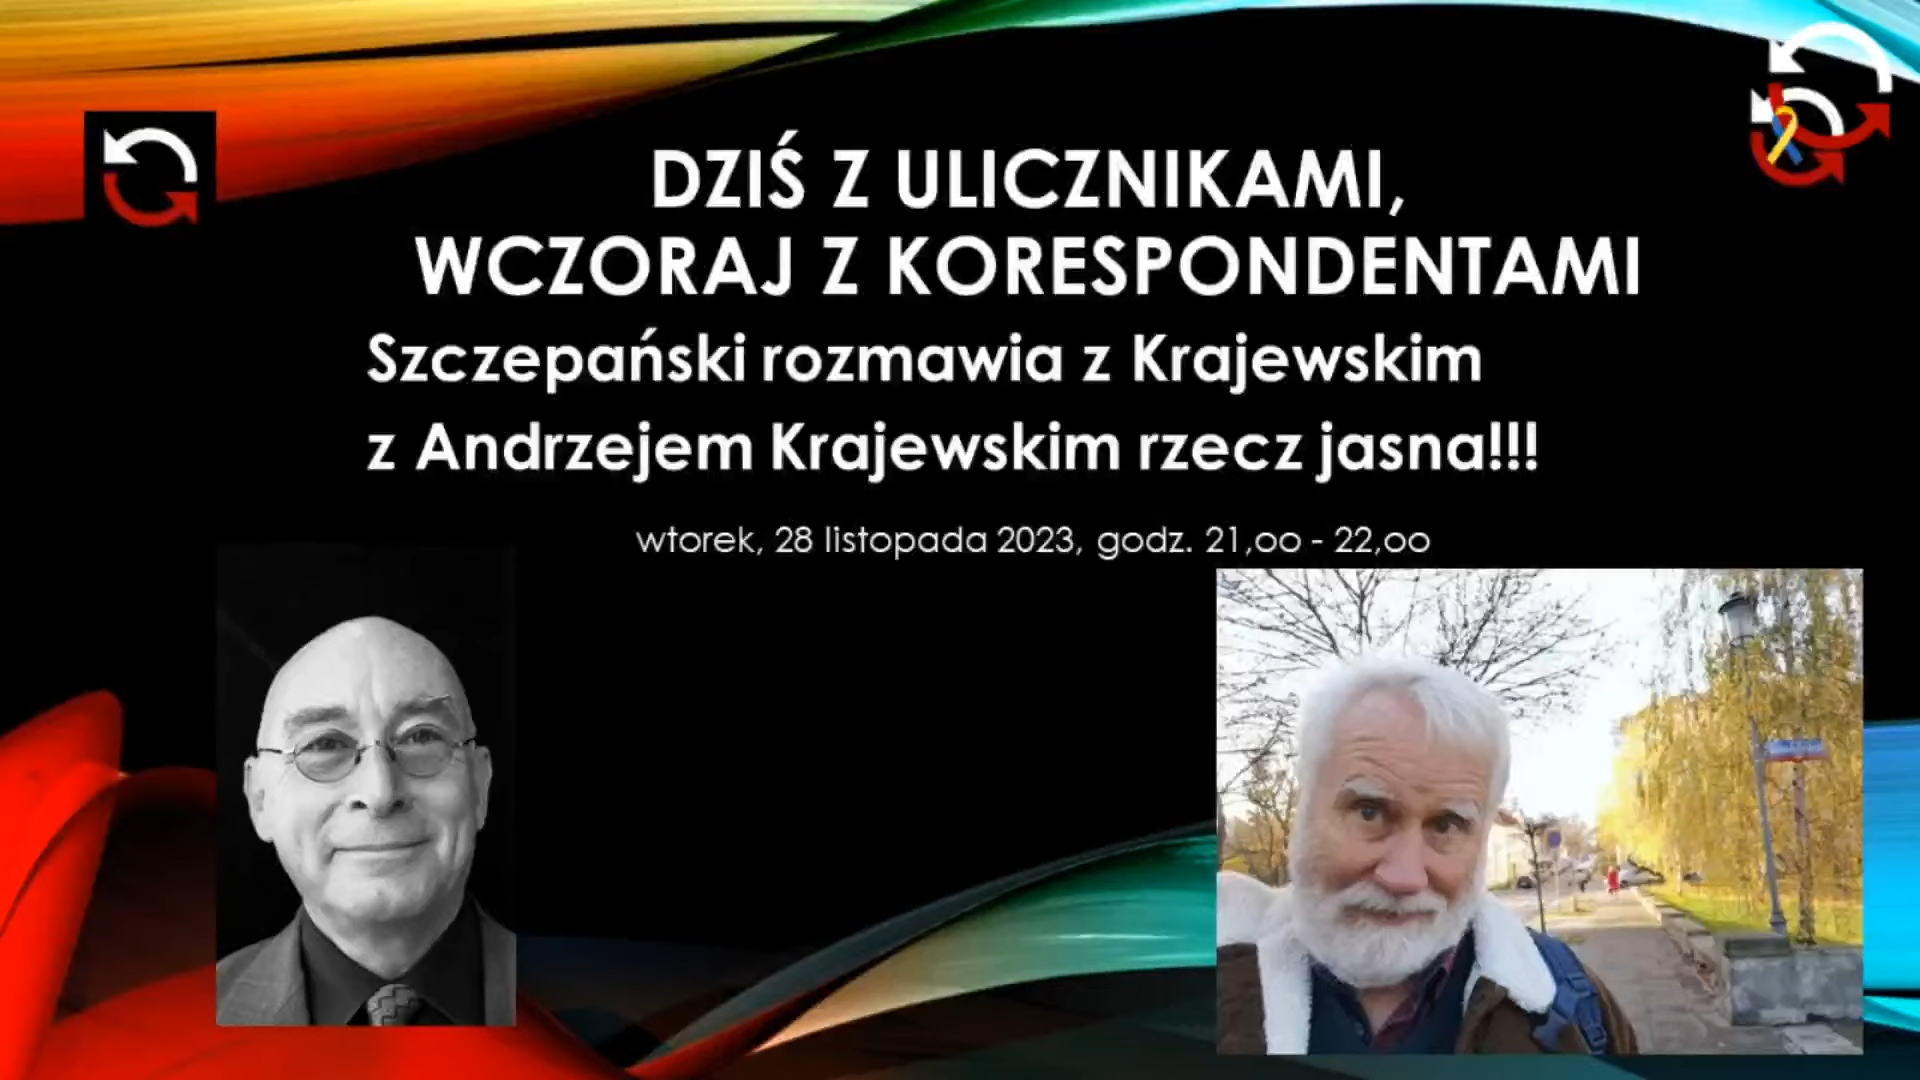 DZIŚ Z ULICZNIKAMI,
WCZORAJ Z KORESPONDENTAMI
Szczepański rozmawia z Krajewskim
z Andrzejem Krajewskim rzecz jasna!!!
wtorek, 28 listopada 2023, godz. 21,oo - 22,oo